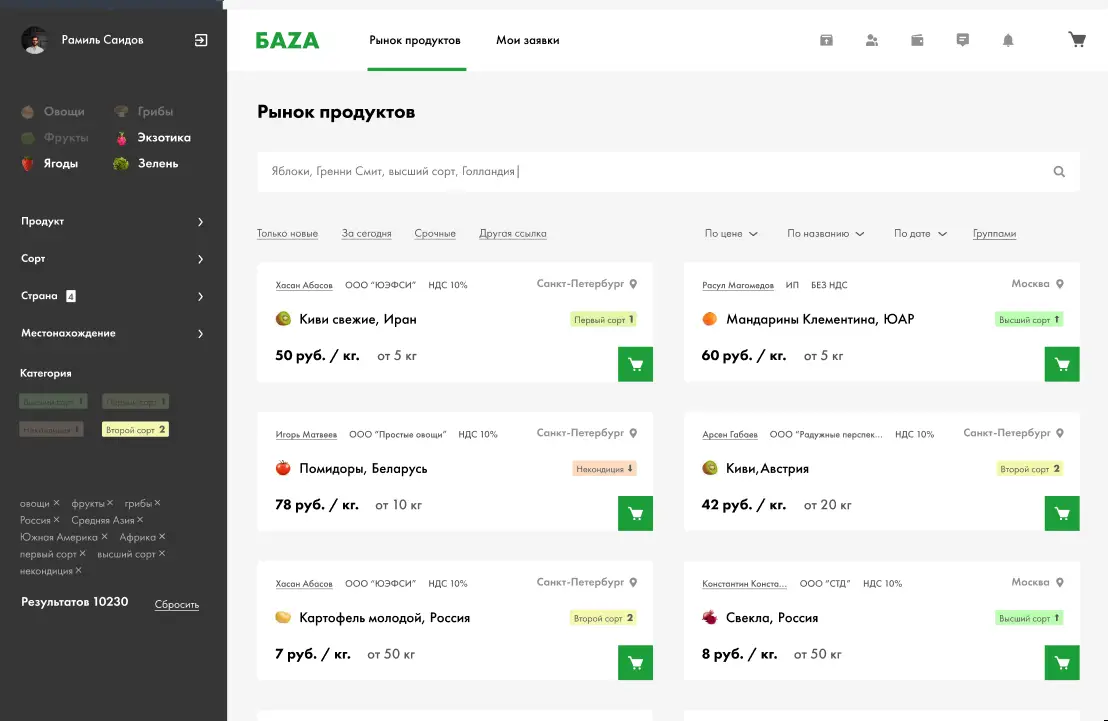 Рамиль Саидов
Овощи Грибы
Фрукты Экзотика
Ягоды Зелень
Продукт
Сорт
Страна 4
Местонахождение
Категория
Высший сорт Первый сорт 1
Некондиция Второй сорт 2
овощи × фрукты × грибы ×
Россия × Средняя Азия ×
Южная Америка × Африка ×
первый сорт × высший сорт ×
некондиция ×
Результатов 10230 Сбросить
БАZА Рынок продуктов Мои заявки
Рынок продуктов
Яблоки, Гренни Смит, высший сорт, Голландия
Только новые За сегодня Срочные Другая ссылка По цене По названию По дате Группами
Хасан Абасов ООО “ЮЭФСИ” НДС 10% Санкт-Петербург
Киви свежие, Иран Первый сорт 1
50 руб. / кг. от 5 кг
Расул Магомедов ИП БЕЗ НДС Москва
Мандарины Клементина, ЮАР Высший сорт ↑
60 руб. / кг. от 5 кг
Игорь Матвеев ООО “Простые овощи” НДС 10% Санкт-Петербург
Помидоры, Беларусь Некондиция ↓
78 руб. / кг. от 10 кг
Арсен Габаев ООО “Радужные перспек... НДС 10% Санкт-Петербург
Киви,Австрия Второй сорт 2
42 руб. / кг. от 20 кг
Хасан Абасов ООО “ЮЭФСИ” НДС 10% Санкт-Петербург
Картофель молодой, Россия Второй сорт 2
7 руб. / кг. от 50 кг
Константин Конста... ООО “СТД” НДС 10% Москва
Свекла, Россия Высший сорт ↑
8 руб. / кг. от 50 кг